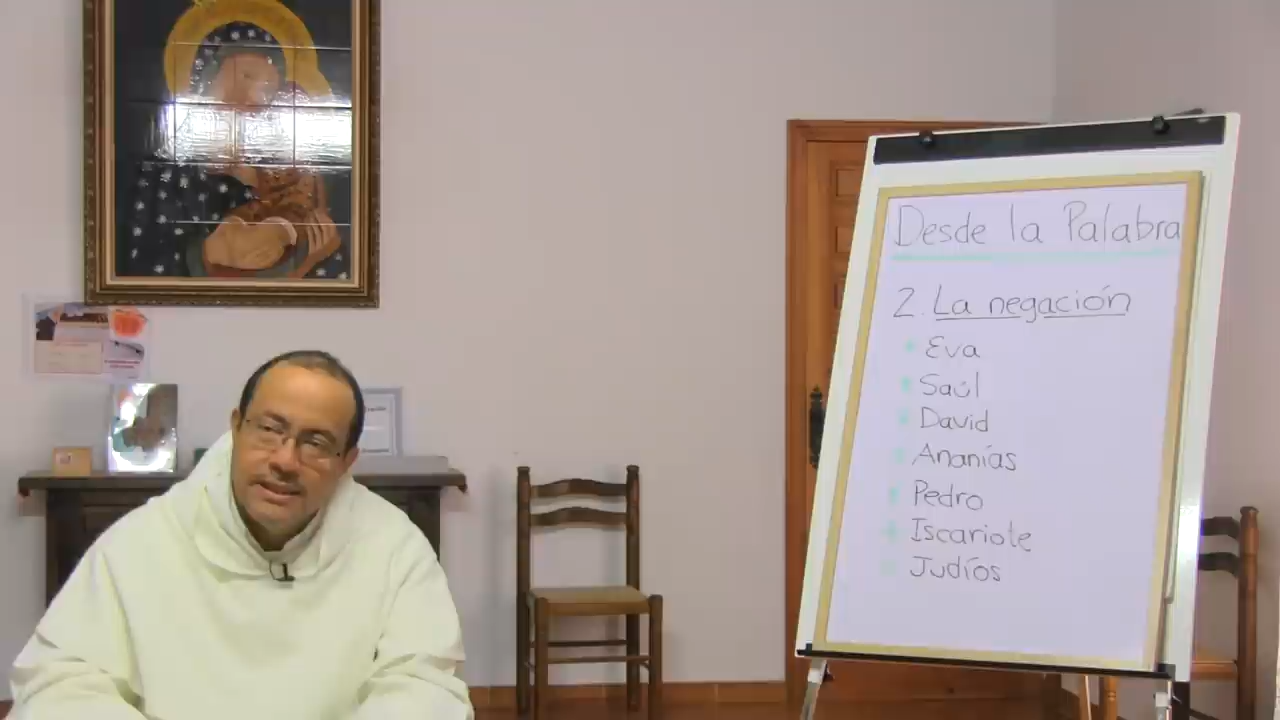 Desde la Palabra
2. La negación
Eva
Saúl
David
Ananías
Pedro
Iscariote
Judíos